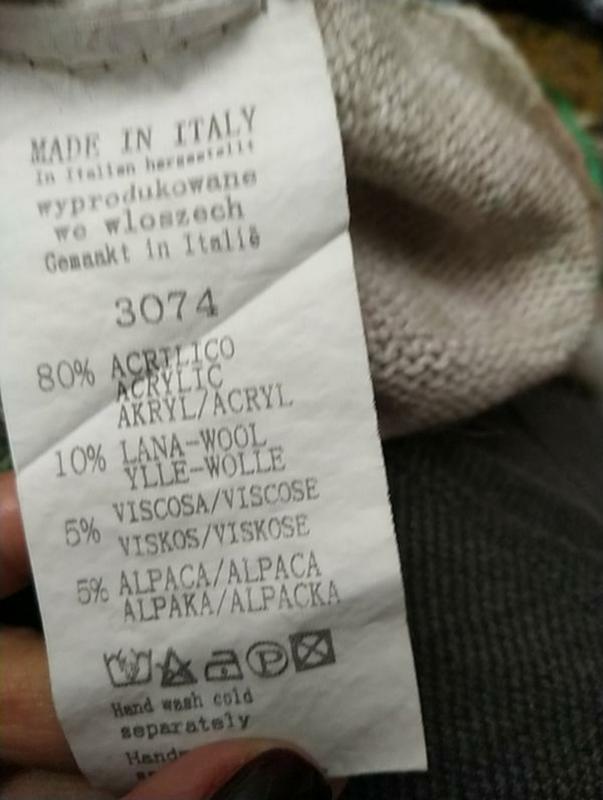 MADE IN ITALY
In Italien hergestellt
wyprodukowane
we wloszech
Gemaakt in Italië
3074
80% ACRILICO
ACRYLIC
AKRYL/ACRYL
10% LANA-WOOL
YLLE-WOLLE
5% VISCOSA/VISCOSE
VISKOS/VISKOSE
5% ALPACA/ALPACA
ALPAKA/ALPACKA
P
Hand wash cold
separately
Hand